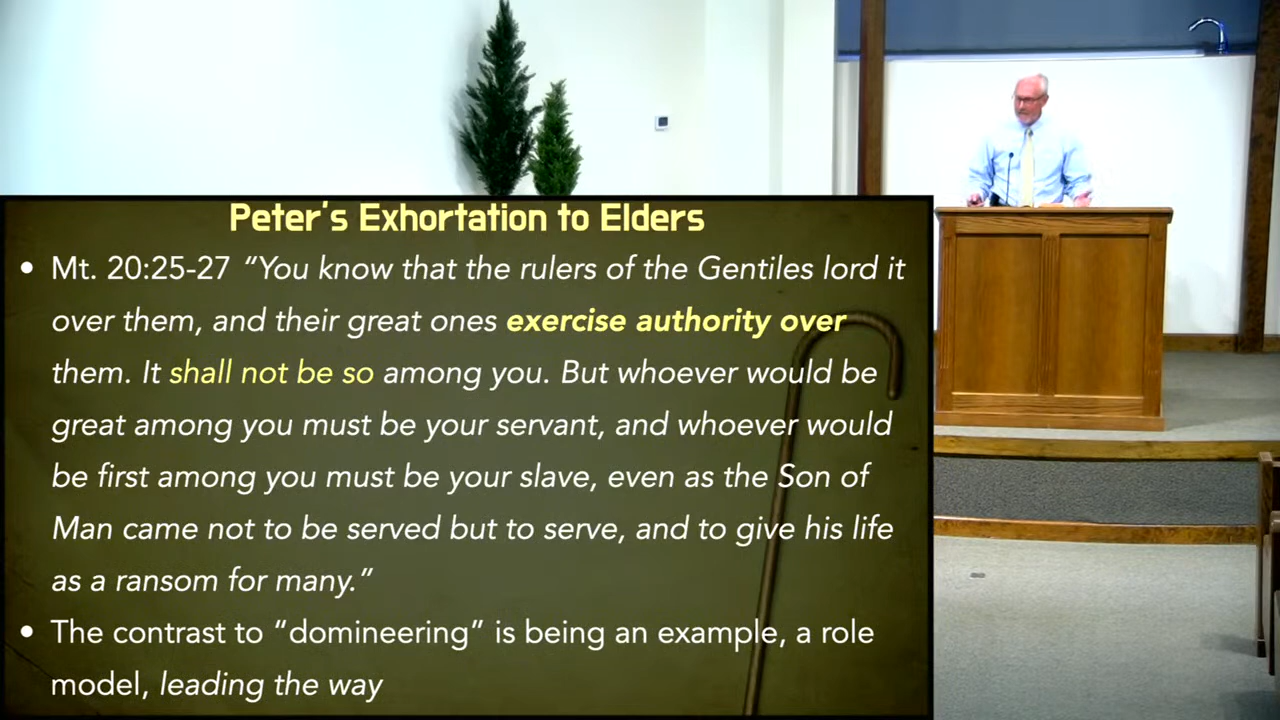 Peter's Exhortation to Elders
• Mt. 20:25-27 “You know that the rulers of the Gentiles lord it
over them, and their great ones exercise authority over
them. It shall not be so among you. But whoever would be
great among you must be your servant, and whoever would
be first among you must be your slave, even as the Son of
Man came not to be served but to serve, and to give his life
as a ransom for many.”
• The contrast to “domineering” is being an example, a role
model, leading the way